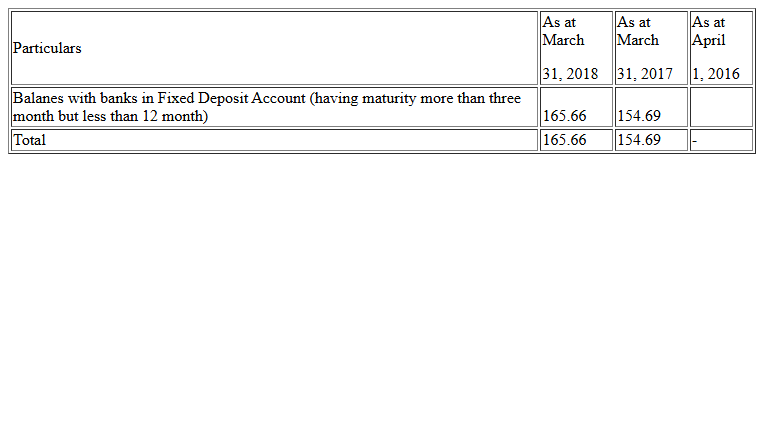 Particulars
As at
March
31, 2018
As at
March
31, 2017
As at
April
1, 2016
Balanes with banks in Fixed Deposit Account (having maturity more than three
month but less than 12 month)
165.66
154.69
Total
165.66
154.69
-